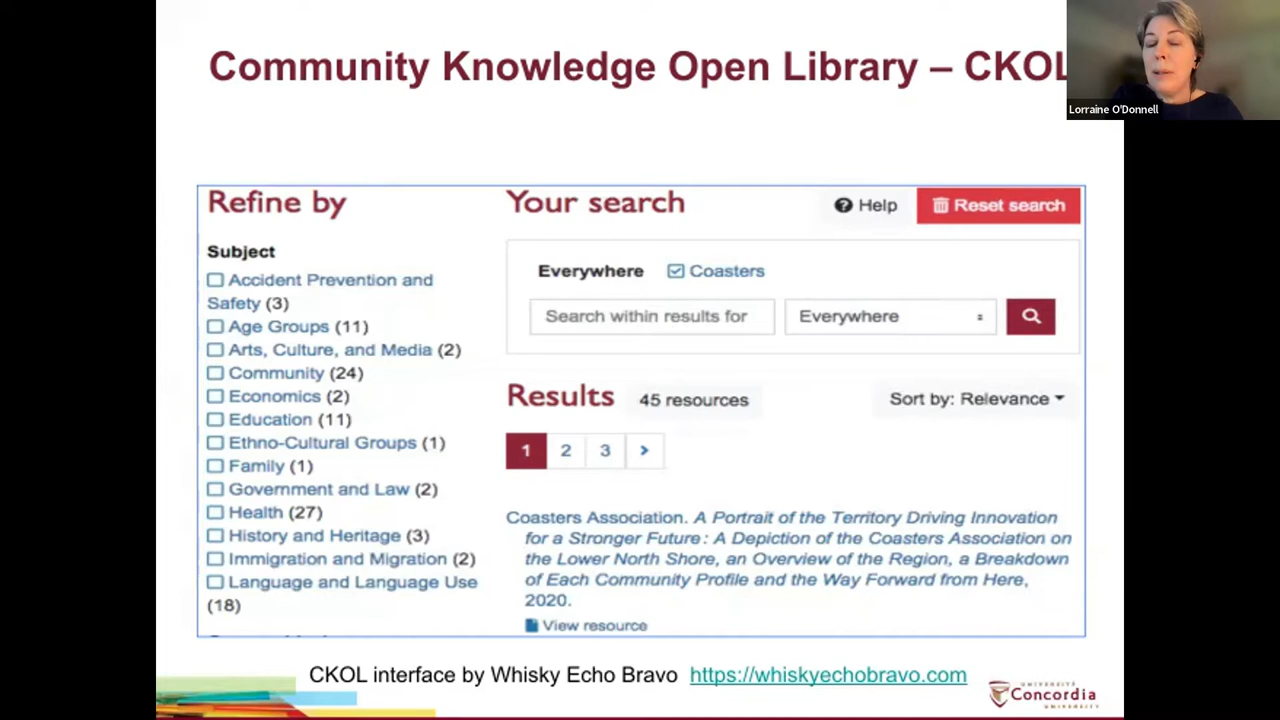 Community Knowledge Open Library – CKOL
Lorraine O'Donnell
Refine by
Subject
Accident Prevention and
Safety (3)
Age Groups (11)
Arts, Culture, and Media (2)
Community (24)
Economics (2)
Education (11)
Ethno-Cultural Groups (1)
Family (1)
Government and Law (2)
Health (27)
History and Heritage (3)
Immigration and Migration (2)
Language and Language Use
(18)
Your search
Help
Reset search
Everywhere Coasters
Search within results for Everywhere
Results 45 resources
Sort by: Relevance
1 2 3 >
Coasters Association. A Portrait of the Territory Driving Innovation
for a Stronger Future: A Depiction of the Coasters Association on
the Lower North Shore, an Overview of the Region, a Breakdown
of Each Community Profile and the Way Forward from Here,
2020.
View resource
CKOL interface by Whisky Echo Bravo https://whiskyechobravo.com
UNIVERSITÉ
Concordia
UNIVERSITY